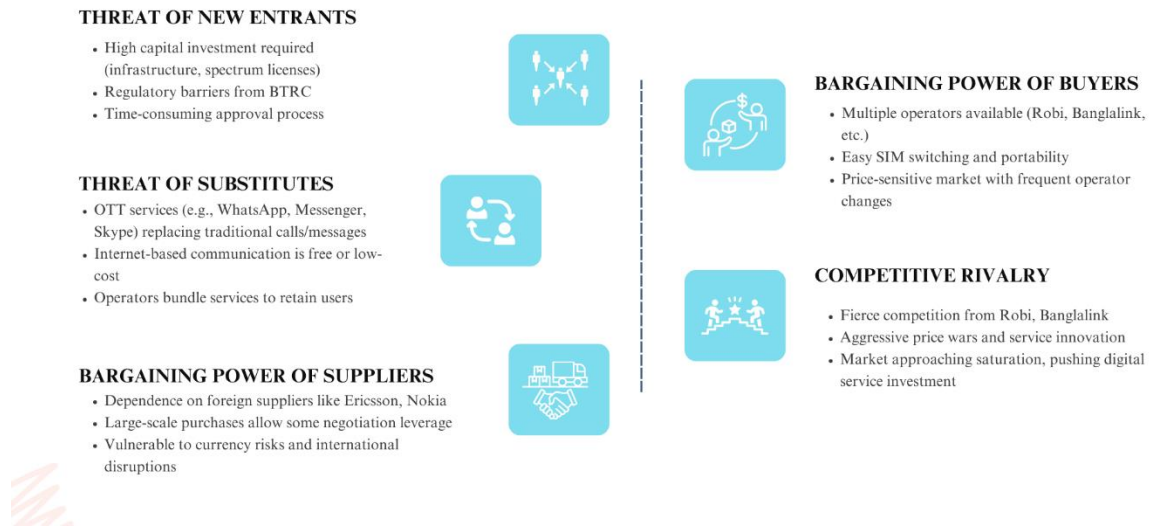 THREAT OF NEW ENTRANTS
• High capital investment required
(infrastructure, spectrum licenses)
• Regulatory barriers from BTRC
• Time-consuming approval process
THREAT OF SUBSTITUTES
• OTT services (e.g., WhatsApp, Messenger,
Skype) replacing traditional calls/messages
• Internet-based communication is free or low-
cost
• Operators bundle services to retain users
BARGAINING POWER OF SUPPLIERS
• Dependence on foreign suppliers like Ericsson, Nokia
• Large-scale purchases allow some negotiation leverage
• Vulnerable to currency risks and international
disruptions
BARGAINING POWER OF BUYERS
• Multiple operators available (Robi, Banglalink,
etc.)
• Easy SIM switching and portability
• Price-sensitive market with frequent operator
changes
COMPETITIVE RIVALRY
• Fierce competition from Robi, Banglalink
• Aggressive price wars and service innovation
• Market approaching saturation, pushing digital
service investment